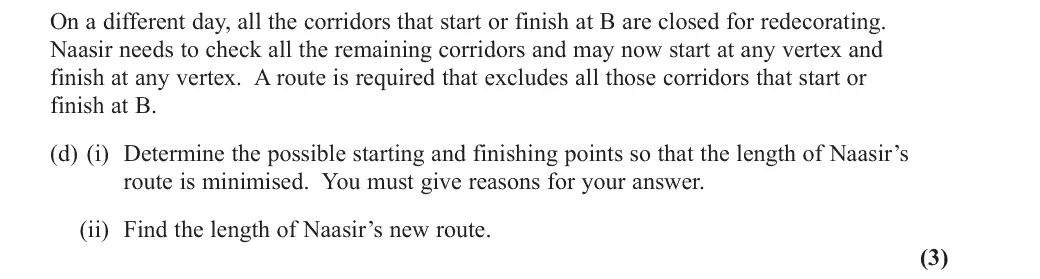 On a different day, all the corridors that start or finish at B are closed for redecorating.
Naasir needs to check all the remaining corridors and may now start at any vertex and
finish at any vertex. A route is required that excludes all those corridors that start or
finish at B.
(d) (i) Determine the possible starting and finishing points so that the length of Naasir’s
route is minimised. You must give reasons for your answer.
(ii) Find the length of Naasir’s new route.
(3)